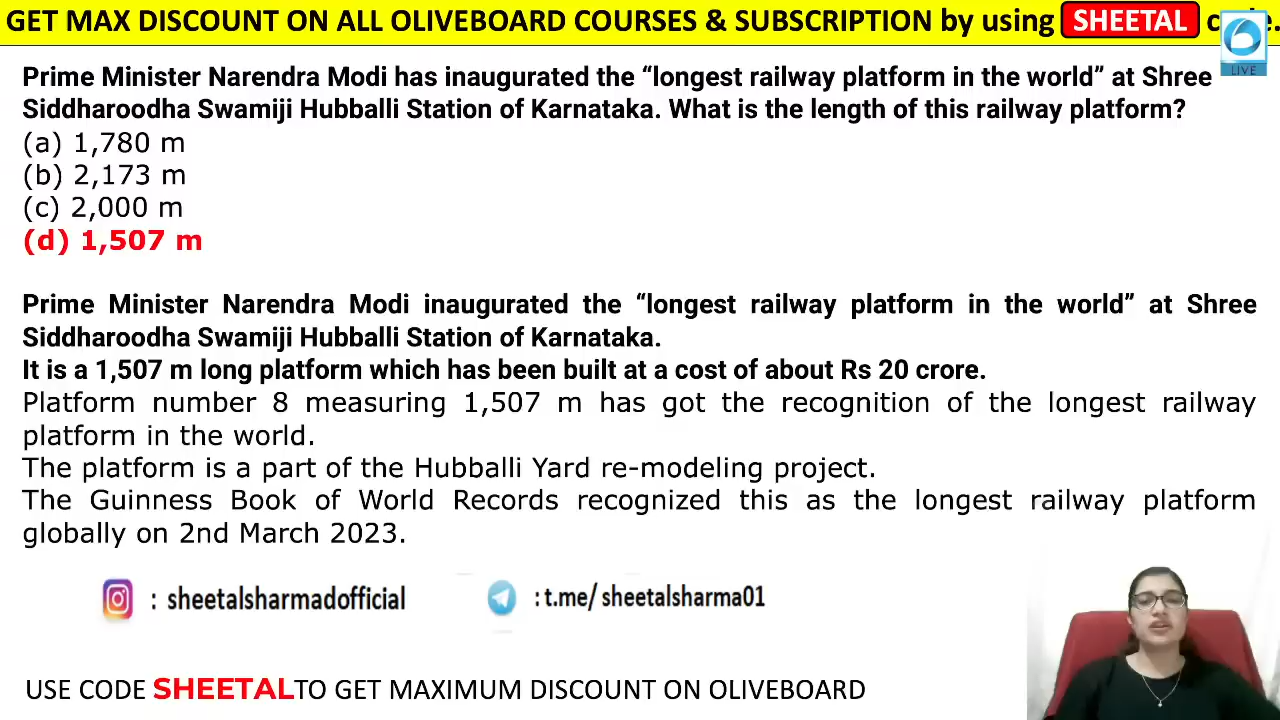 GET MAX DISCOUNT ON ALL OLIVEBOARD COURSES & SUBSCRIPTION by using SHEETAL
LIVE
Prime Minister Narendra Modi has inaugurated the “longest railway platform in the world” at Shree
Siddharoodha Swamiji Hubballi Station of Karnataka. What is the length of this railway platform?
(a) 1,780 m
(b) 2,173 m
(c) 2,000 m
(d) 1,507 m
Prime Minister Narendra Modi inaugurated the “longest railway platform in the world” at Shree
Siddharoodha Swamiji Hubballi Station of Karnataka.
It is a 1,507 m long platform which has been built at a cost of about Rs 20 crore.
Platform number 8 measuring 1,507 m has got the recognition of the longest railway
platform in the world.
The platform is a part of the Hubballi Yard re-modeling project.
The Guinness Book of World Records recognized this as the longest railway platform
globally on 2nd March 2023.
: sheetalsharmadofficial
: t.me/ sheetalsharma01
USE CODE SHEETALTO GET MAXIMUM DISCOUNT ON OLIVEBOARD